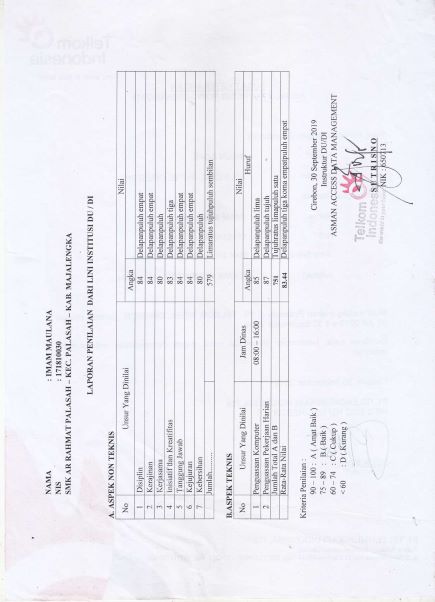 NAMA : IMAM MAULANA
NIS : 171810030
SMK AR RAHMAT PALASAH – KEC. PALASAH – KAB. MAJALENGKA
LAPORAN PENILAIAN DARI LINI INSTITUSI DU / DI
A. ASPEK NON TEKNIS
No Unsur Yang Dinilai Nilai
Angka
1 Disiplin 84 Delapanpuluh empat
2 Kerajinan 84 Delapanpuluh empat
3 Kerjasama 80 Delapanpuluh
4 inisiatif dan Kreatifitas 83 Delapanpuluh tiga
5 Tanggung Jawab 84 Delapanpuluh empat
6 Kejujuran 84 Delapanpuluh empat
7 Kebersihan 80 Delapanpuluh
Jumlah.......... 579 Limaratus tujuhpuluh sembilan
B.ASPEK TEKNIS
No Unsur Yang Dinilai Jam Dinas Nilai
Angka Huruf
1 Penguasaan Komputer 08:00 – 16:00 85 Delapanpuluh lima
2 Penguasaan Pekerjaan Harian 87 Delapanpuluh tujuh
Jumlah Total A dan B 751 Tujuhratus limapuluh satu
Rata-Rata Nilai 83.44 Delapanpuluh tiga koma empatpuluh empat
Kriteria Penilaian :
90 – 100 : A ( Amat Baik )
75 – 89 : B.( Baik )
60 – 74 : C ( Cukup )
< 60 : D ( Kurang )
Cirebon, 30 September 2019
Instruktur DU/DI
ASMAN ACCESS DATA MANAGEMENT
Telkom
Indonesia
SUTRISNO
NIK : 650713